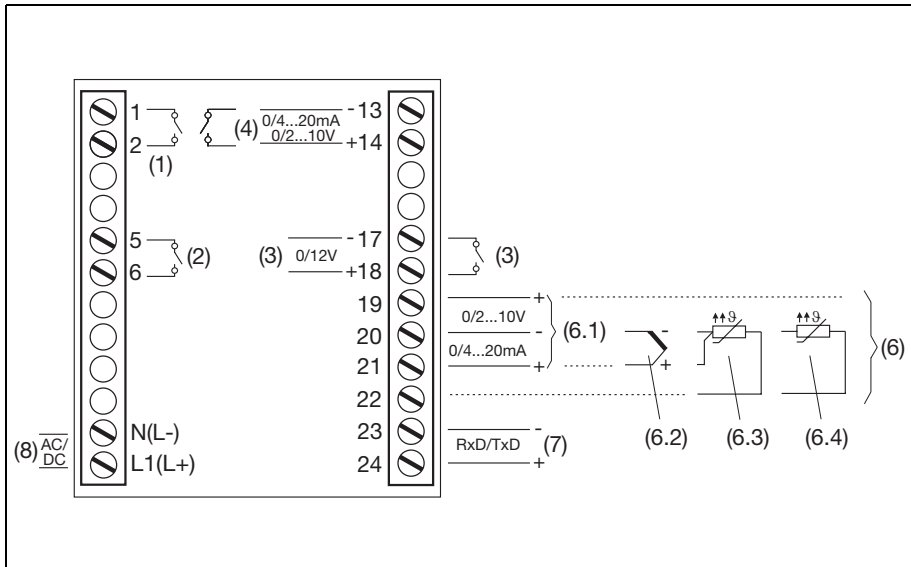 1 (4) 0/4...20mA -13
2 (1) 0/2...10V +14
5 (2) (3) 0/12V -17 (3)
6 +18
19 +
0/2...10V
20 - (6.1) - ↑↑ϑ ↑↑ϑ (6)
0/4...20mA
21 + +
22
(8) AC/DC N(L-) 23 - (6.2) (6.3) (6.4)
RxD/TxD (7)
L1(L+) 24 +